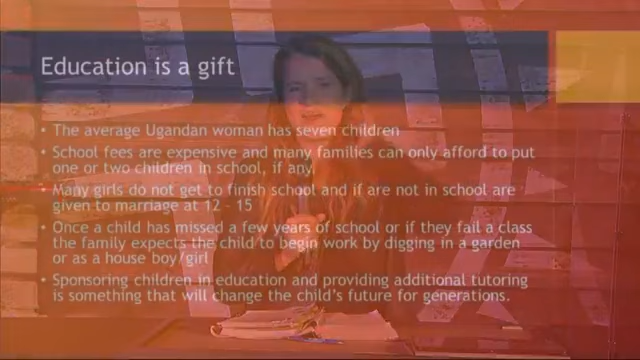 Education is a gift
• The average Ugandan woman has seven children
• School fees are expensive and many families can only afford to put
one or two children in school, if any
• Many girls do not get to finish school and if are not in school are
given to marriage at 12 - 15
• Once a child has missed a few years of school or if they fail a class
the family expects the child to begin work by digging in a garden
or as a house boy/girl
• Sponsoring children in education and providing additional tutoring
is something that will change the child's future for generations.